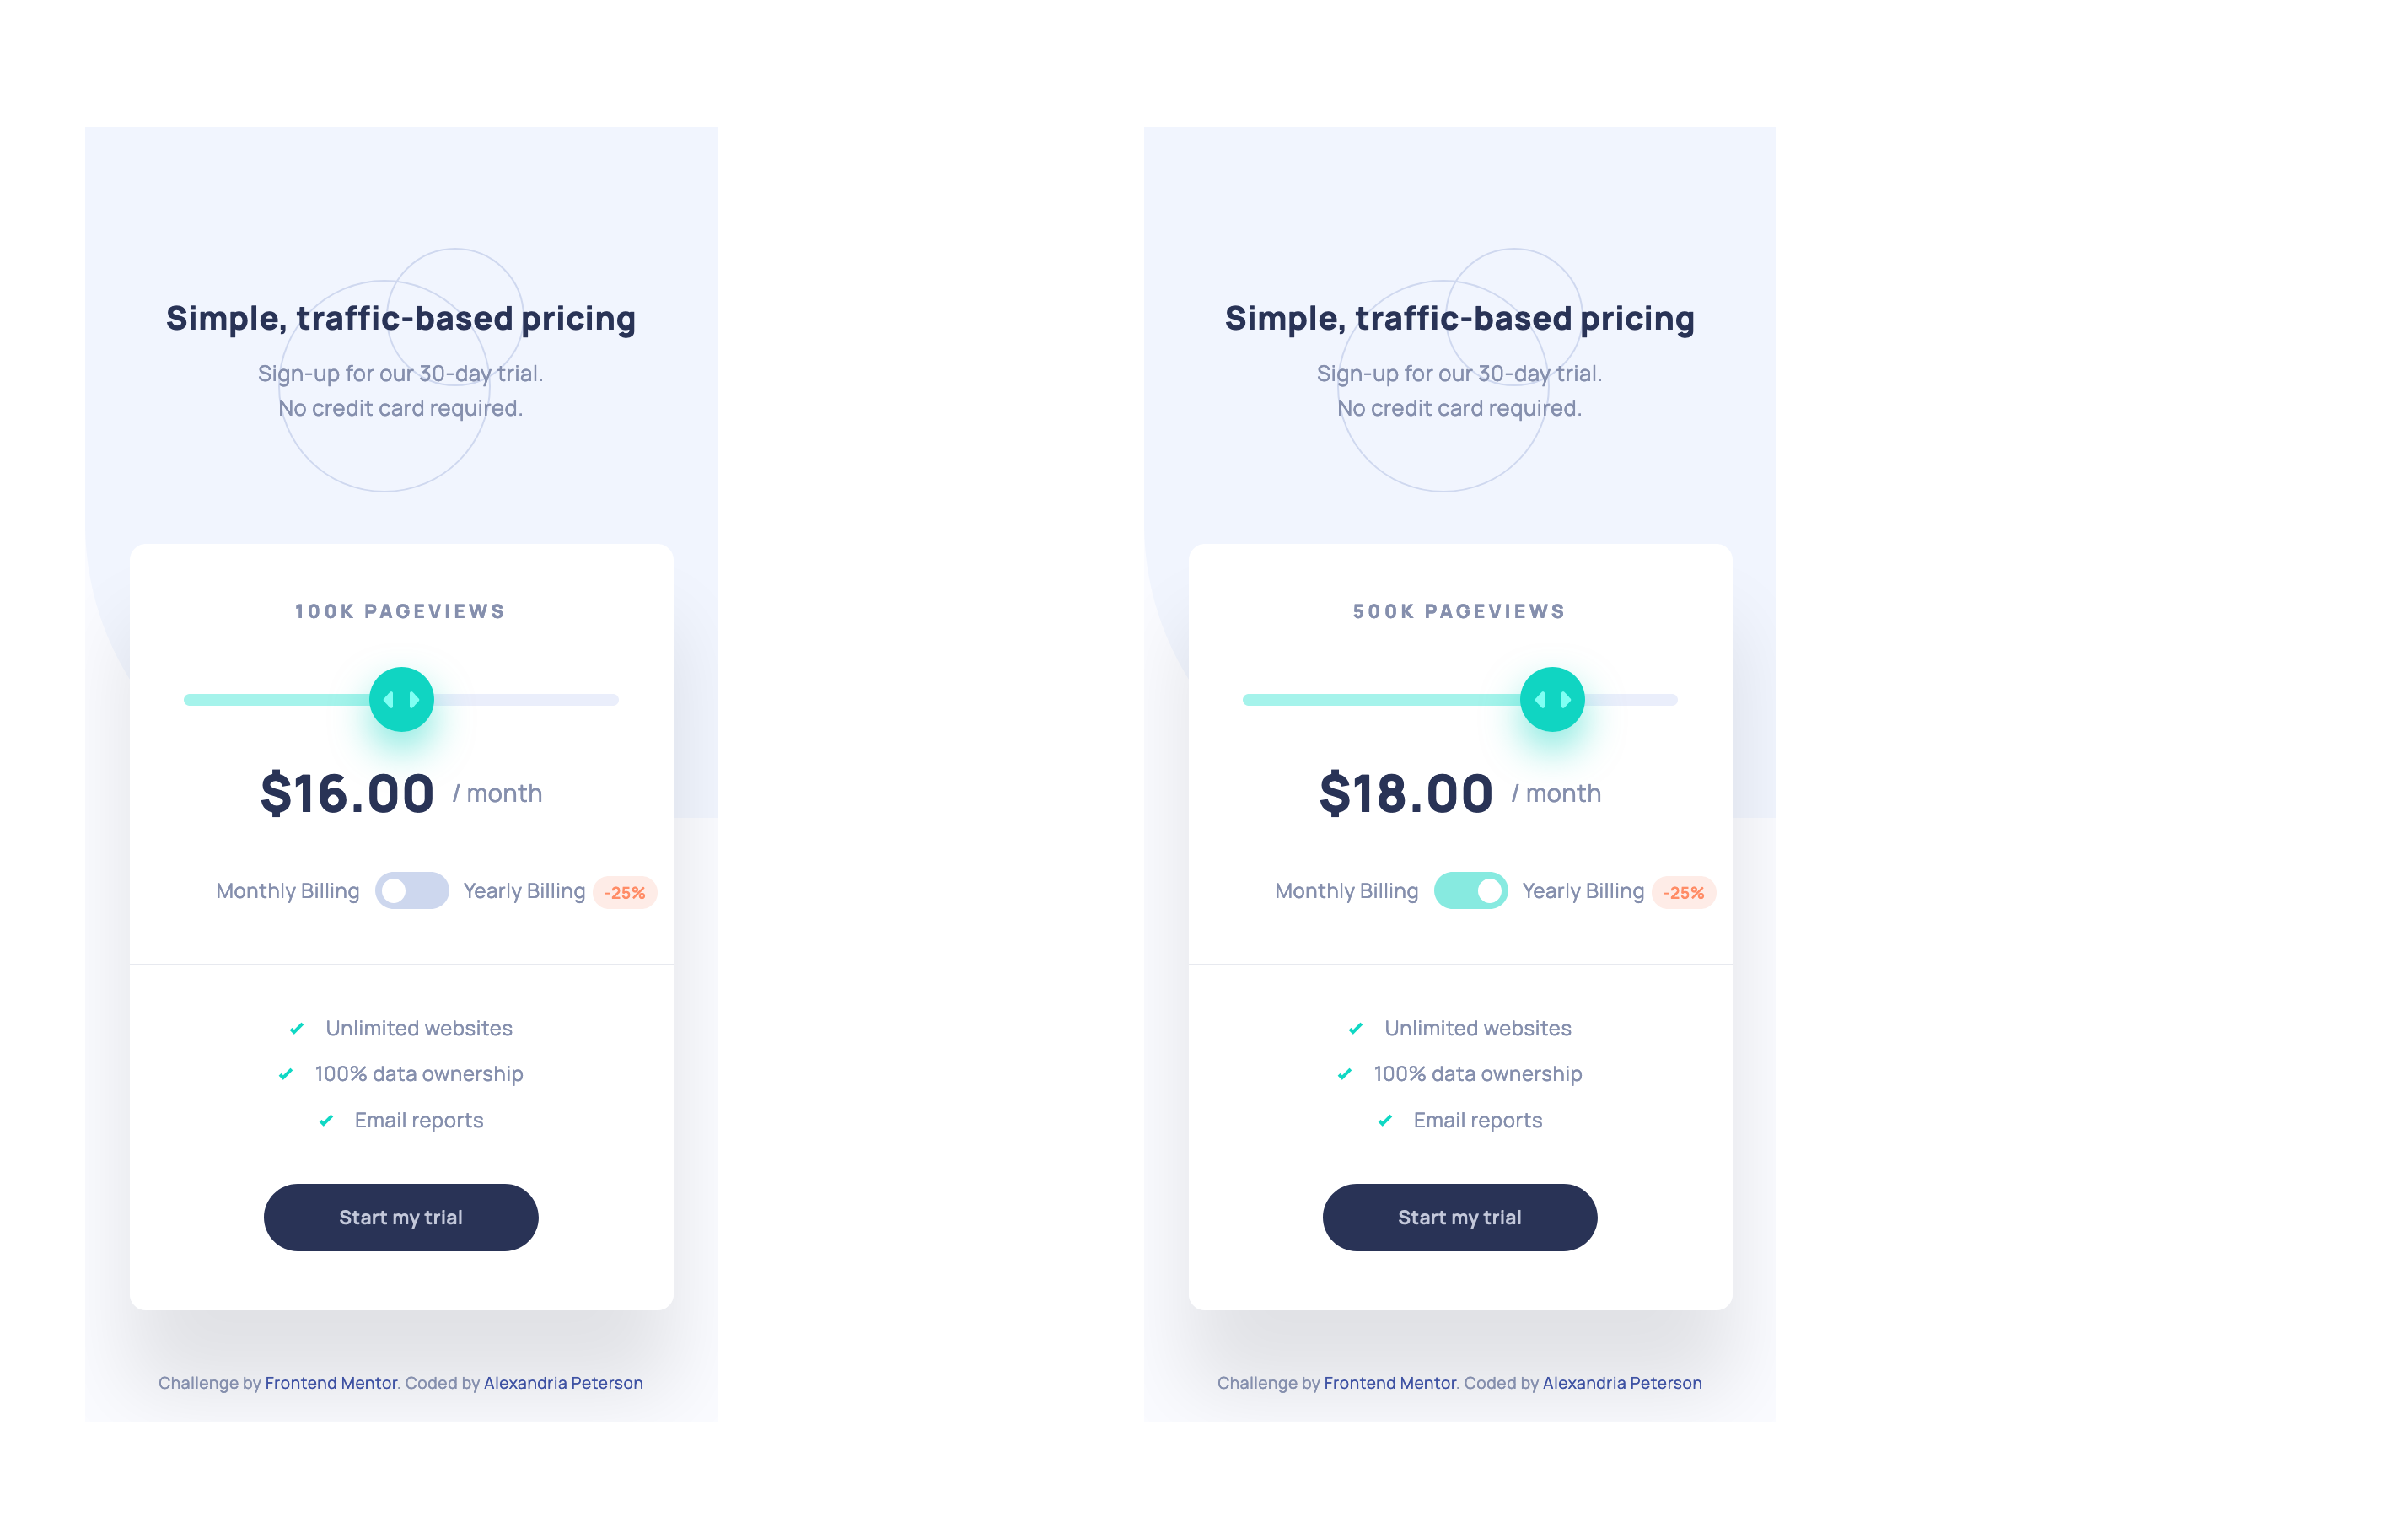 Simple, traffic-based pricing
Sign-up for our 30-day trial.
No credit card required.
100K PAGEVIEWS
$16.00 / month
Monthly Billing Yearly Billing -25%
Unlimited websites
100% data ownership
Email reports
Start my trial
Challenge by Frontend Mentor. Coded by Alexandria Peterson
Simple, traffic-based pricing
Sign-up for our 30-day trial.
No credit card required.
500K PAGEVIEWS
$18.00 / month
Monthly Billing Yearly Billing -25%
Unlimited websites
100% data ownership
Email reports
Start my trial
Challenge by Frontend Mentor. Coded by Alexandria Peterson